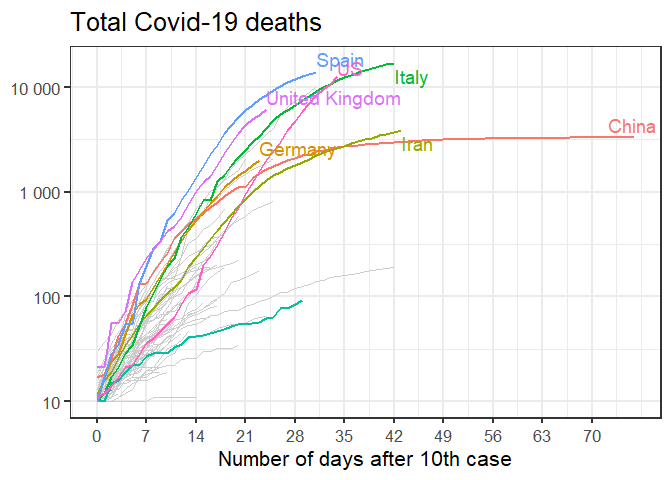 Total Covid-19 deaths
Spain
US
10 000
Italy
United Kingdom
China
Germany
Iran
1 000
100
10
0 7 14 21 28 35 42 49 56 63 70
Number of days after 10th case